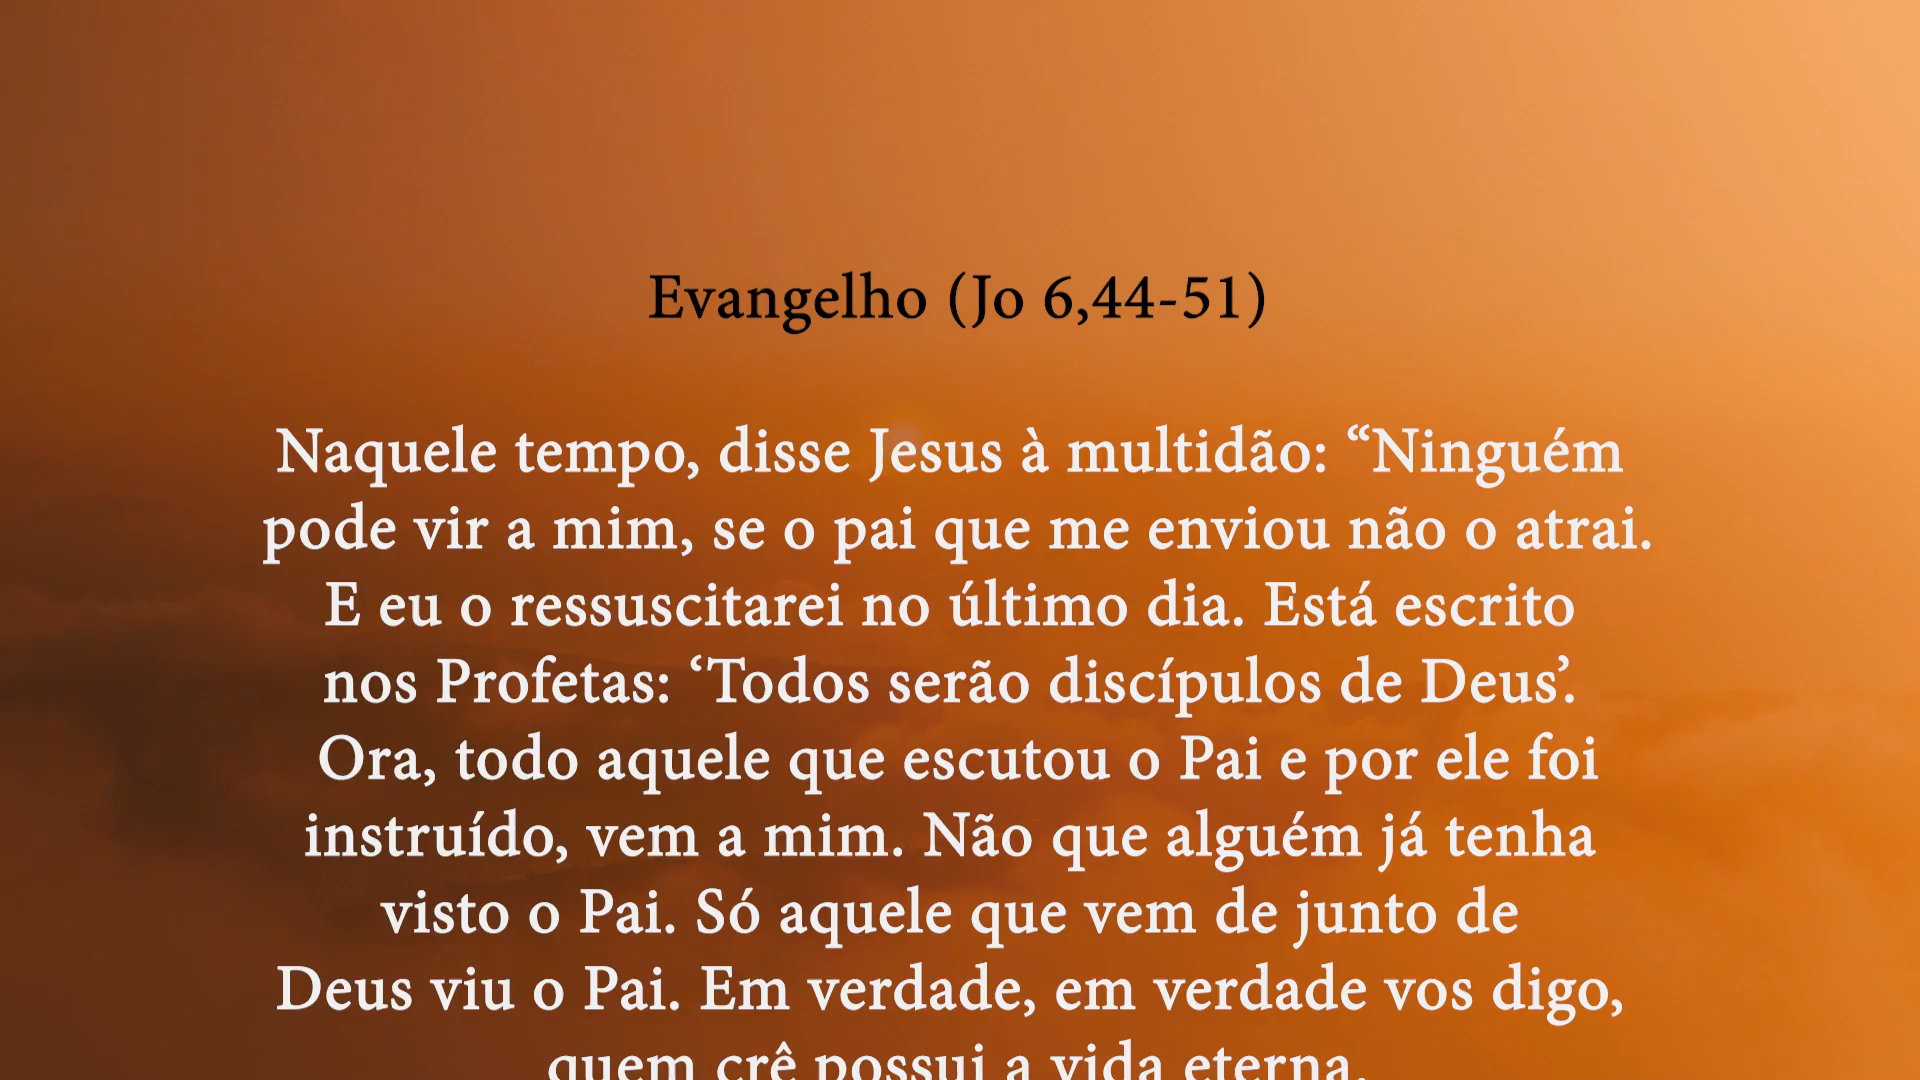 Evangelho (Jo 6,44-51)
Naquele tempo, disse Jesus à multidão: “Ninguém
pode vir a mim, se o pai que me enviou não o atrai.
E eu o ressuscitarei no último dia. Está escrito
nos Profetas: ‘Todos serão discípulos de Deus’.
Ora, todo aquele que escutou o Pai e por ele foi
instruído, vem a mim. Não que alguém já tenha
visto o Pai. Só aquele que vem de junto de
Deus viu o Pai. Em verdade, em verdade vos digo,
quem crê possui a vida eterna.